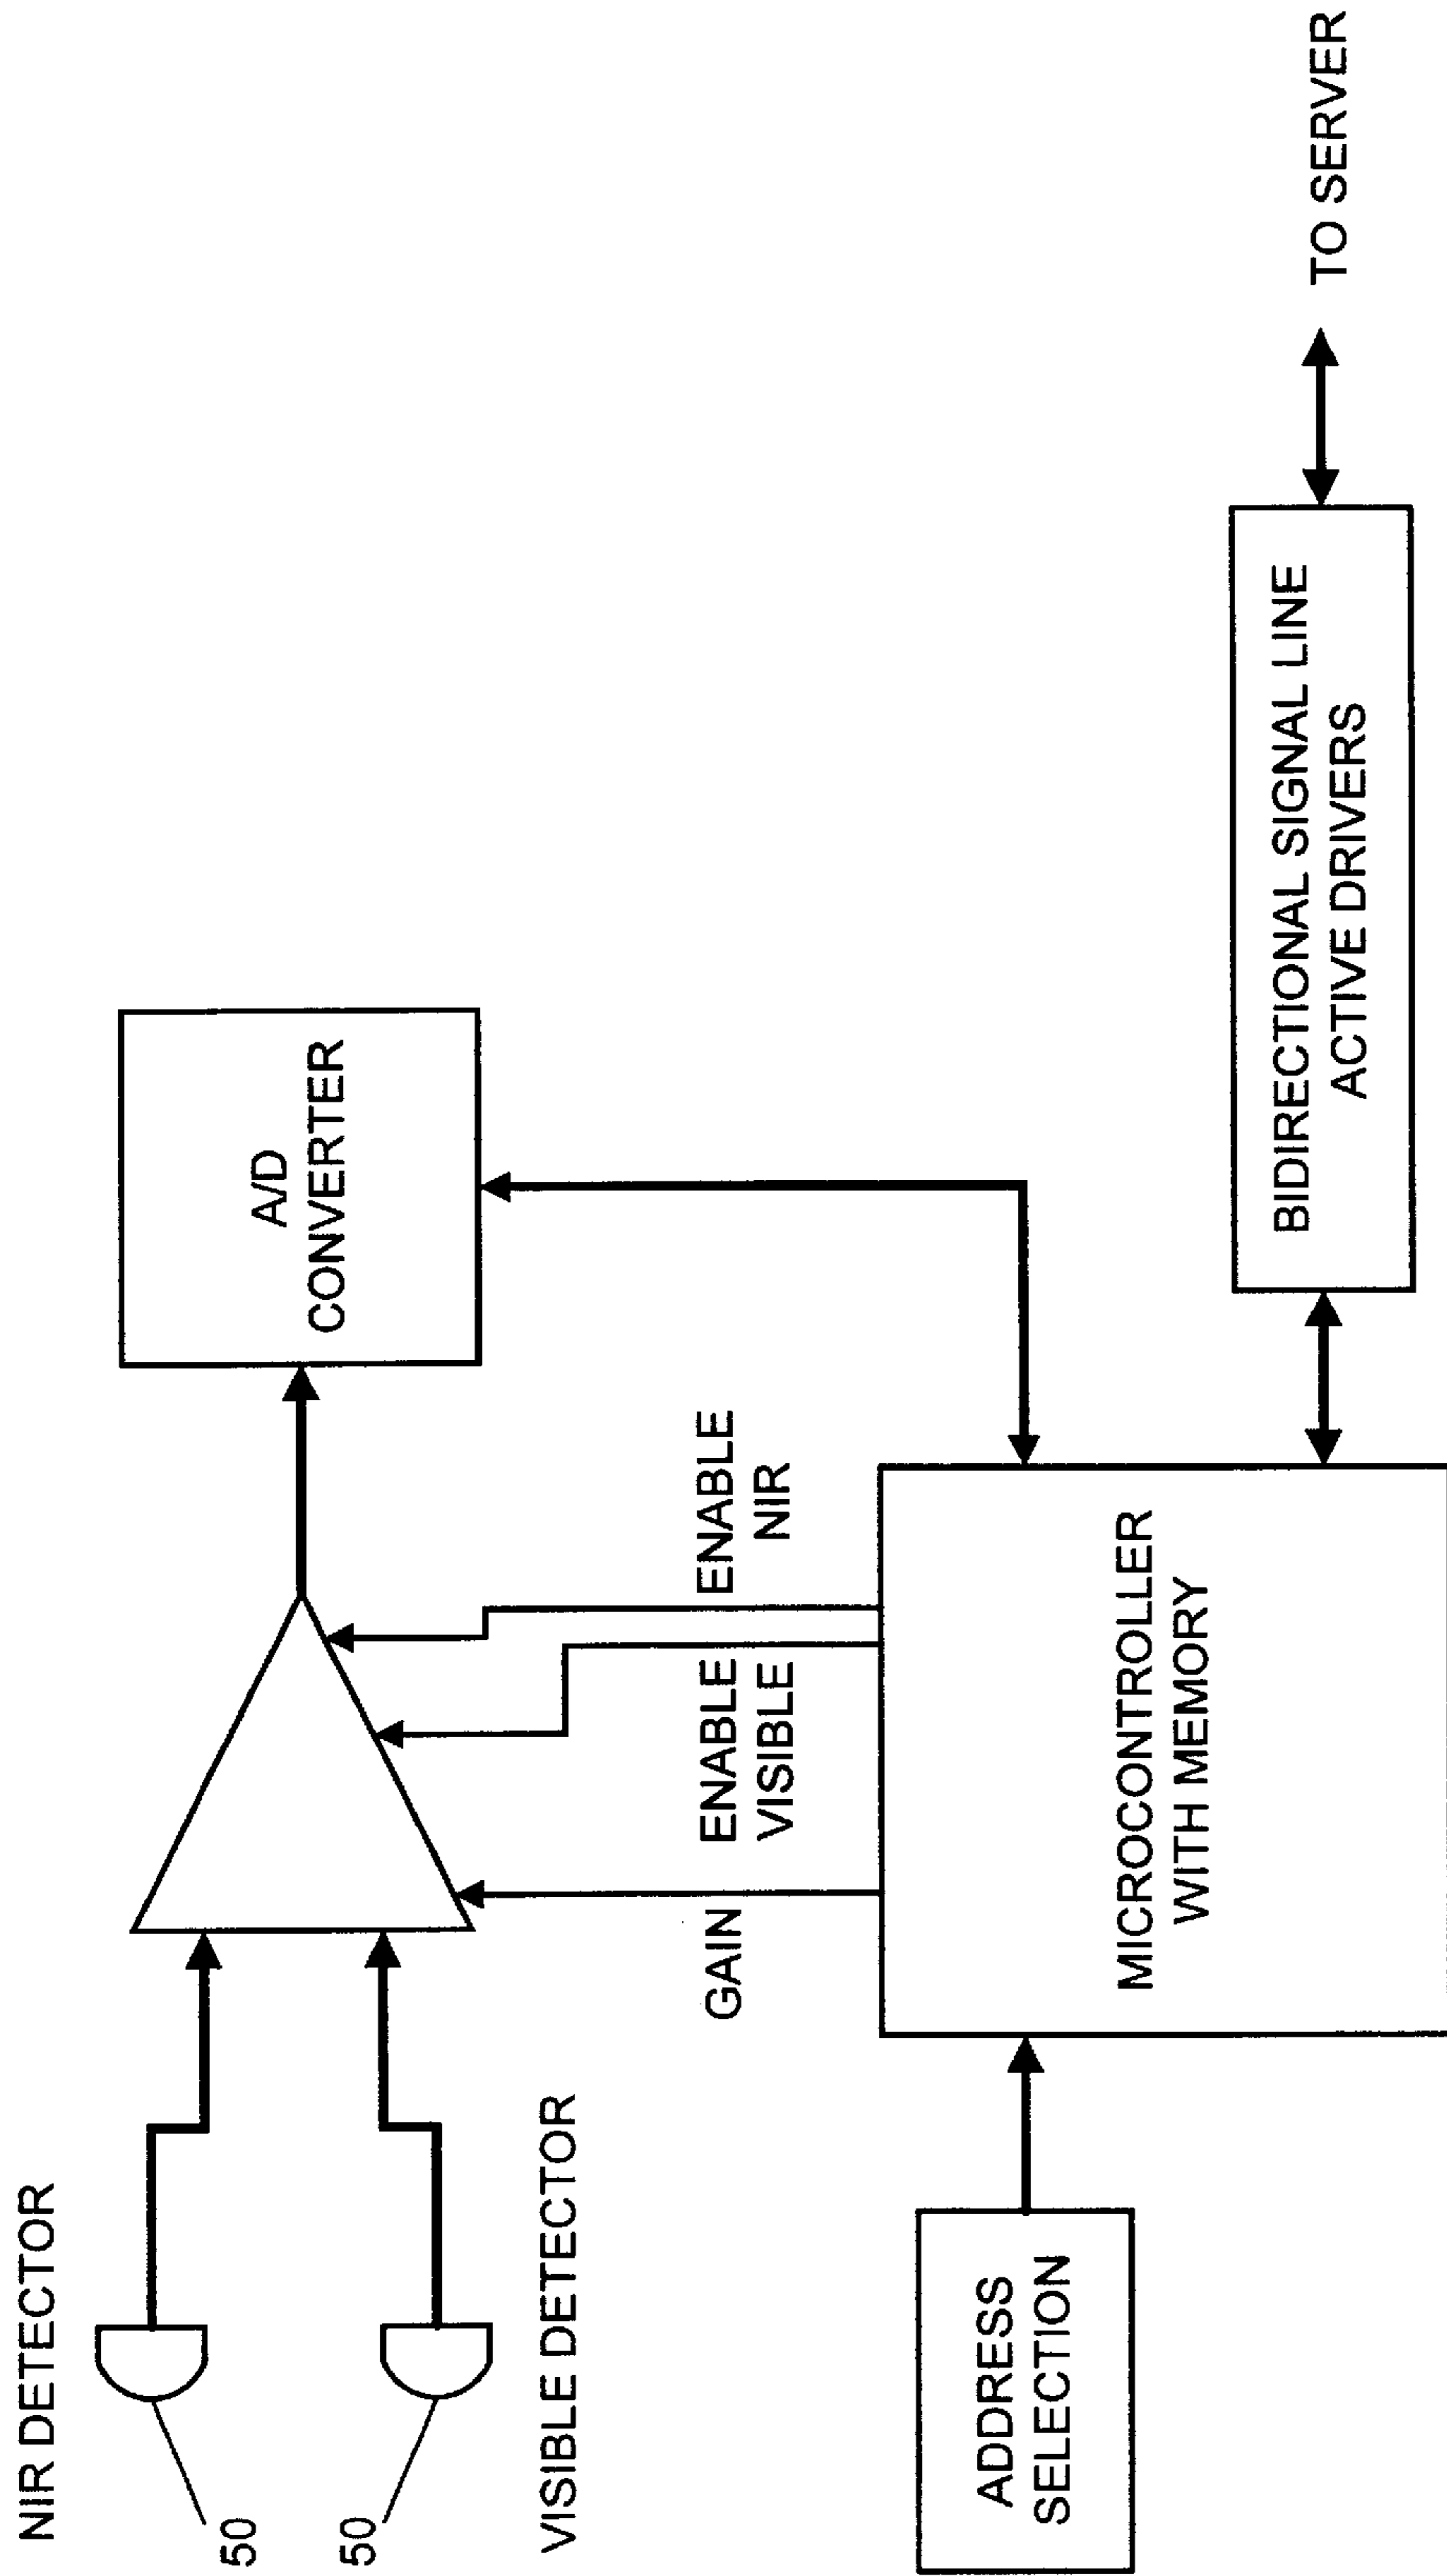 NIR DETECTOR
50
50
VISIBLE DETECTOR
A/D
CONVERTER
GAIN
ENABLE
VISIBLE
ENABLE
NIR
ADDRESS
SELECTION
MICROCONTROLLER
WITH MEMORY
BIDIRECTIONAL SIGNAL LINE
ACTIVE DRIVERS
TO SERVER